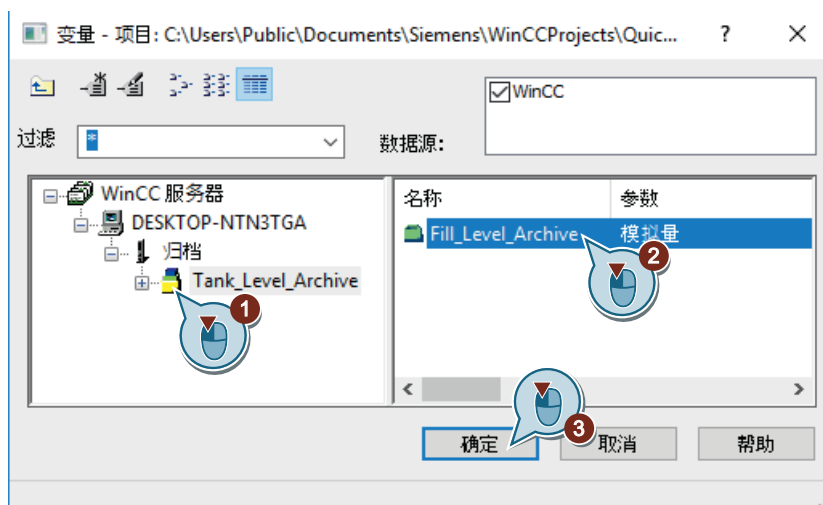 变量 - 项目: C:\Users\Public\Documents\Siemens\WinCCProjects\Quic... ?
WinCC
过滤 * 数据源:
WinCC 服务器
DESKTOP-NTN3TGA
归档
Tank_Level_Archive
名称 参数
Fill_Level_Archive 模拟量
1
2
3
确定 取消 帮助